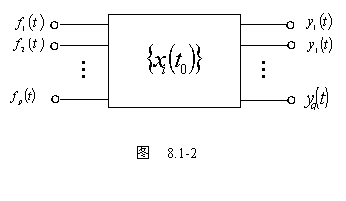 f₁(t) y₁(t)
f₂(t) y₁(t)
⋮ {xᵢ(t₀)} ⋮
fₚ(t) y_q(t)
图 8.1-2